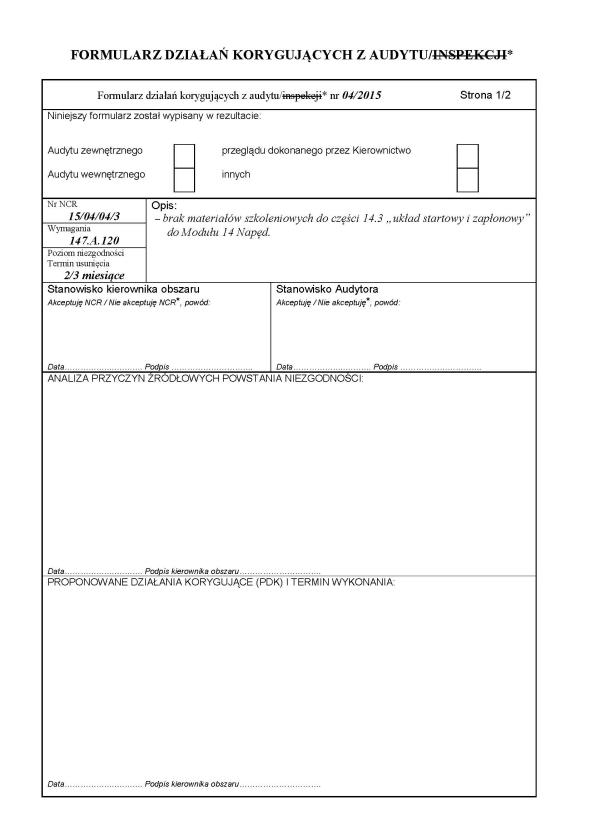 FORMULARZ DZIAŁAŃ KORYGUJĄCYCH Z AUDYTU/INSPEKCJI*
Formularz działań korygujących z audytu/inspekcji* nr 04/2015
Strona 1/2
Niniejszy formularz został wypisany w rezultacie:
Audytu zewnętrznego
przeglądu dokonanego przez Kierownictwo
Audytu wewnętrznego
innych
Nr NCR
15/04/04/3
Wymagania
147.A.120
Poziom niezgodności
Termin usunięcia
2/3 miesiące
Opis:
– brak materiałów szkoleniowych do części 14.3 „układ startowy i zapłonowy”
do Modułu 14 Napęd.
Stanowisko kierownika obszaru
Akceptuję NCR / Nie akceptuję NCR*, powód:
Data………………………… Podpis …………………………
Stanowisko Audytora
Akceptuję / Nie akceptuję*, powód:
Data………………………… Podpis …………………………
ANALIZA PRZYCZYN ŹRÓDŁOWYCH POWSTANIA NIEZGODNOŚCI:
Data………………………… Podpis kierownika obszaru…………………………
PROPONOWANE DZIAŁANIA KORYGUJĄCE (PDK) I TERMIN WYKONANIA:
Data………………………… Podpis kierownika obszaru…………………………